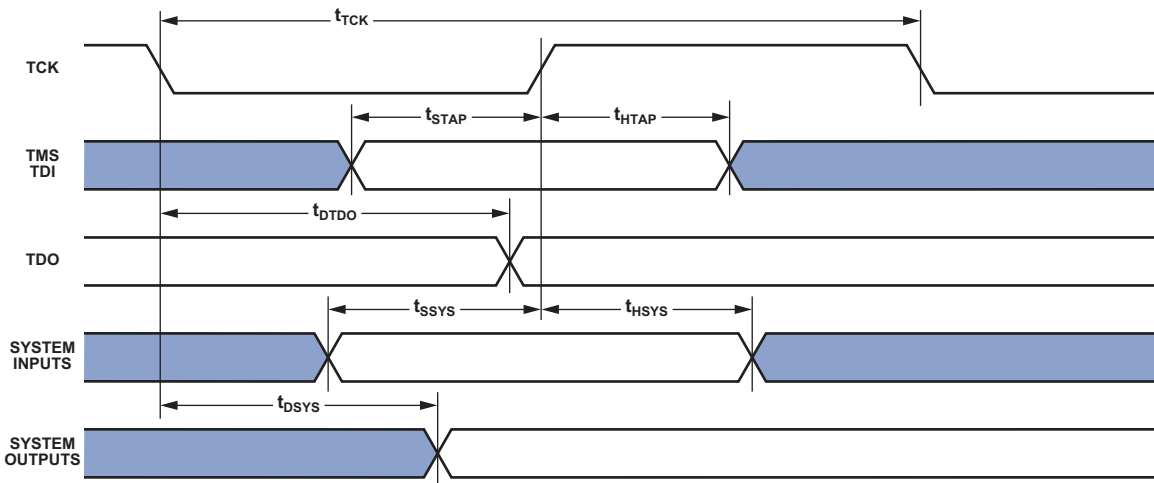 tTCK
TCK
tSTAP
tHTAP
TMS
TDI
tDTDO
TDO
tSSYS
tHSYS
SYSTEM
INPUTS
tDSYS
SYSTEM
OUTPUTS